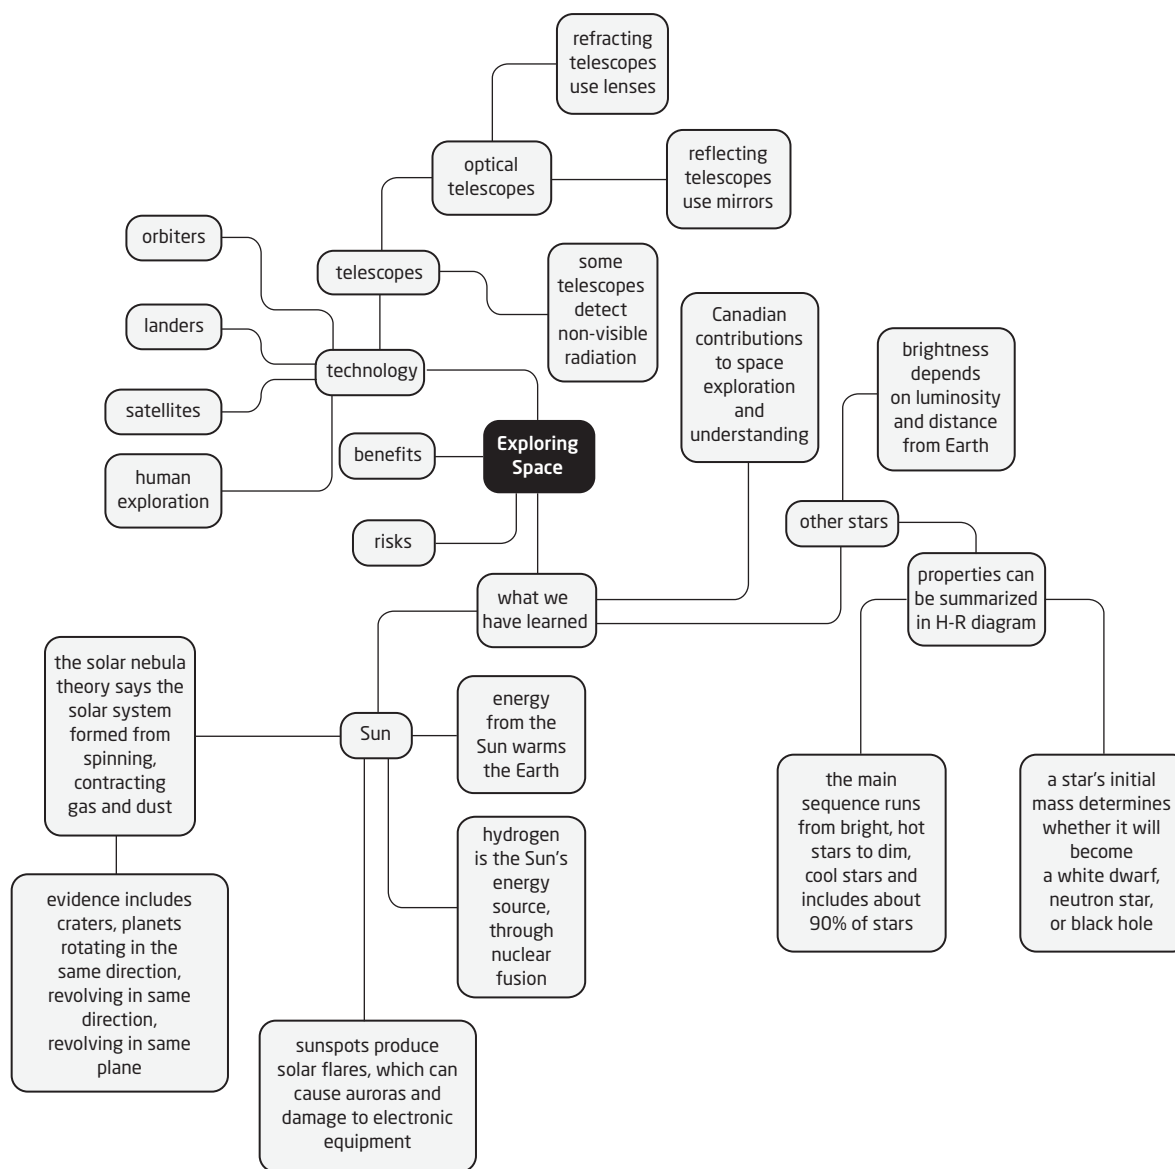 refracting
telescopes
use lenses
optical
telescopes
reflecting
telescopes
use mirrors
orbiters
telescopes
some
telescopes
detect
non-visible
radiation
landers
technology
satellites
human
exploration
benefits
Exploring
Space
risks
Canadian
contributions
to space
exploration
and
understanding
brightness
depends
on luminosity
and distance
from Earth
other stars
properties can
be summarized
in H-R diagram
what we
have learned
the solar nebula
theory says the
solar system
formed from
spinning,
contracting
gas and dust
Sun
energy
from the
Sun warms
the Earth
the main
sequence runs
from bright, hot
stars to dim,
cool stars and
includes about
90% of stars
a star's initial
mass determines
whether it will
become
a white dwarf,
neutron star,
or black hole
hydrogen
is the Sun's
energy
source,
through
nuclear
fusion
evidence includes
craters, planets
rotating in the
same direction,
revolving in same
direction,
revolving in same
plane
sunspots produce
solar flares, which can
cause auroras and
damage to electronic
equipment